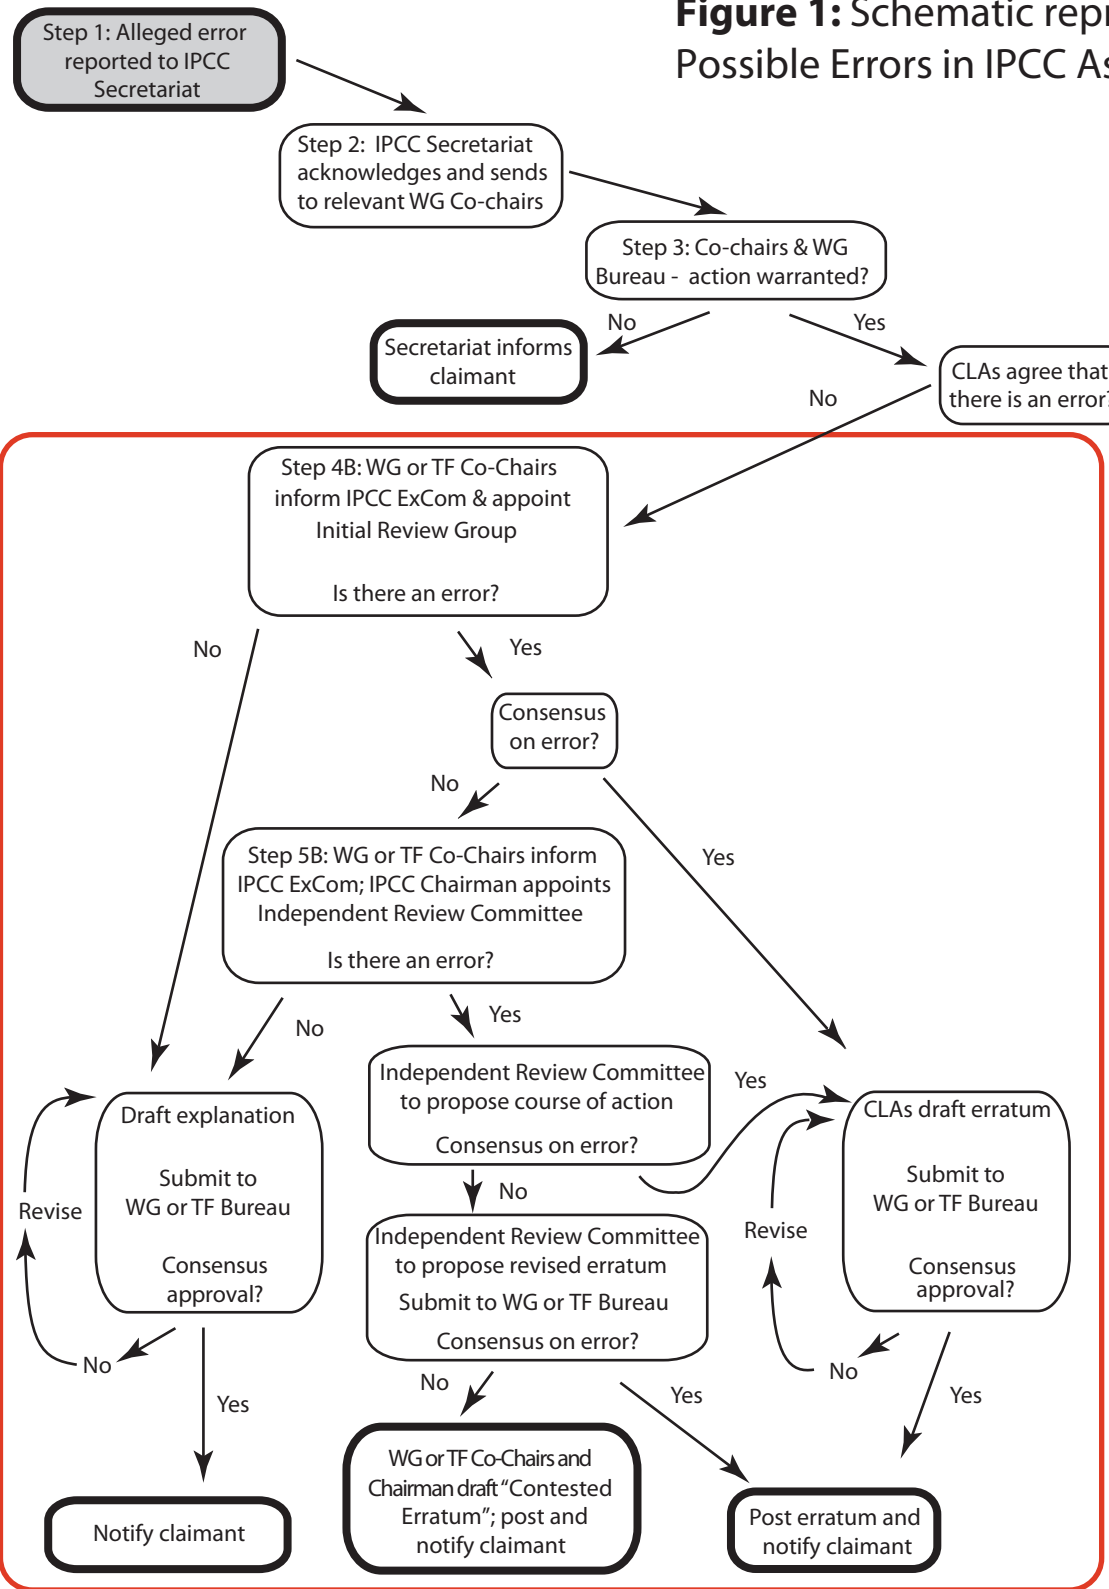 Figure 1: Schematic repr
Possible Errors in IPCC As
Step 1: Alleged error
reported to IPCC
Secretariat
Step 2: IPCC Secretariat
acknowledges and sends
to relevant WG Co-chairs
Step 3: Co-chairs & WG
Bureau - action warranted?
No
Yes
Secretariat informs
claimant
CLAs agree that
there is an error?
No
Step 4B: WG or TF Co-Chairs
inform IPCC ExCom & appoint
Initial Review Group
Is there an error?
No
Yes
Consensus
on error?
No
Yes
Step 5B: WG or TF Co-Chairs inform
IPCC ExCom; IPCC Chairman appoints
Independent Review Committee
Is there an error?
No
Yes
Independent Review Committee
to propose course of action
Consensus on error?
Yes
No
Draft explanation
Submit to
WG or TF Bureau
Consensus
approval?
Revise
No
Yes
Independent Review Committee
to propose revised erratum
Submit to WG or TF Bureau
Consensus on error?
No
Yes
CLAs draft erratum
Submit to
WG or TF Bureau
Consensus
approval?
Revise
No
Yes
Notify claimant
WG or TF Co-Chairs and
Chairman draft "Contested
Erratum"; post and
notify claimant
Post erratum and
notify claimant